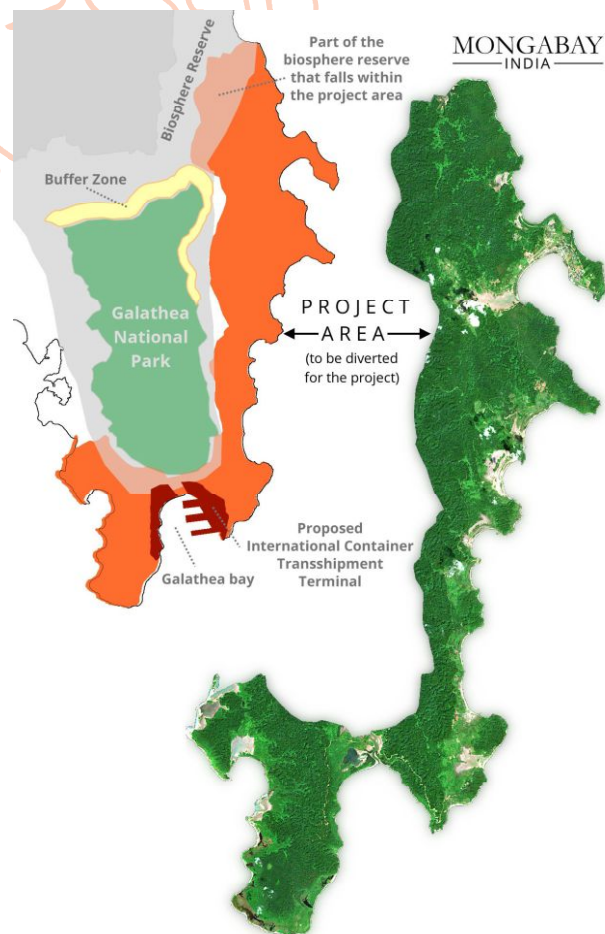 Part of the
biosphere reserve
that falls within
the project area
MONGABAY
INDIA
Biosphere Reserve
Buffer Zone
Galathea
National
Park
PROJECT
AREA
(to be diverted
for the project)
Proposed
International Container
Transshipment
Terminal
Galathea bay